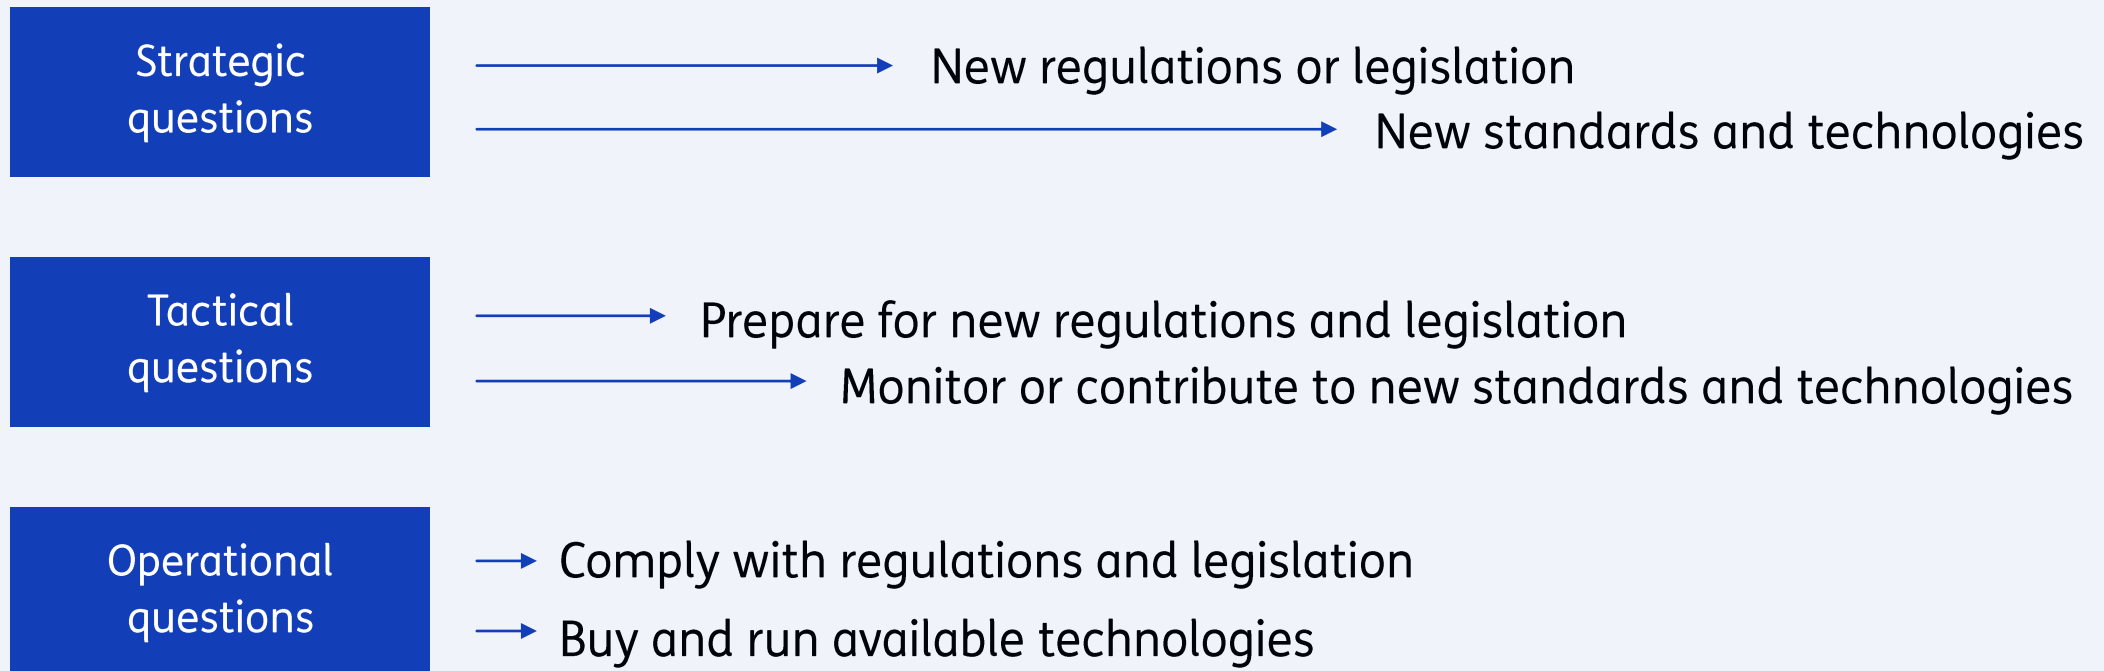 Strategic
questions
New regulations or legislation
New standards and technologies
Tactical
questions
Prepare for new regulations and legislation
Monitor or contribute to new standards and technologies
Operational
questions
Comply with regulations and legislation
Buy and run available technologies